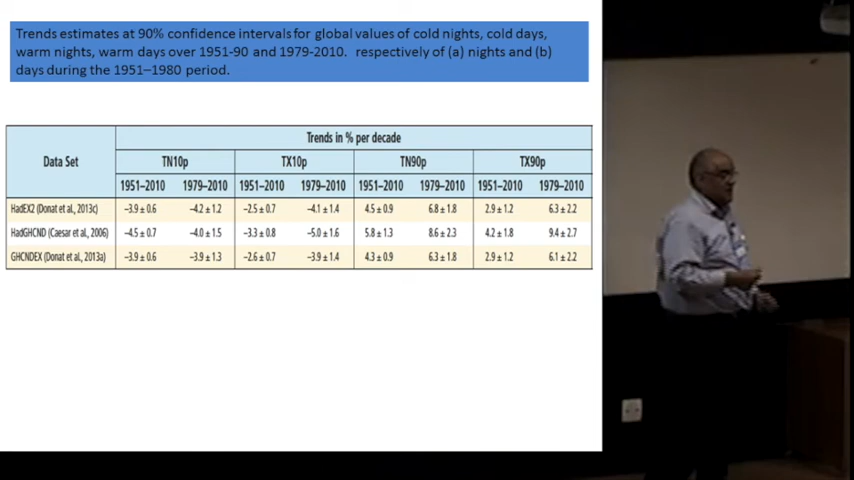 Trends estimates at 90% confidence intervals for global values of cold nights, cold days,
warm nights, warm days over 1951-90 and 1979-2010.  respectively of (a) nights and (b)
days during the 1951–1980 period.
Data Set
Trends in % per decade
TN10p TX10p TN90p TX90p
1951–2010 1979–2010 1951–2010 1979–2010 1951–2010 1979–2010 1951–2010 1979–2010
HadEX2 (Donat et al., 2013c) –3.9 ± 0.6 –4.2 ± 1.2 –2.5 ± 0.7 –4.1 ± 1.4 4.5 ± 0.9 6.8 ± 1.8 2.9 ± 1.2 6.3 ± 2.2
HadGHCND (Caesar et al., 2006) –4.5 ± 0.7 –4.0 ± 1.5 –3.3 ± 0.8 –5.0 ± 1.6 5.8 ± 1.3 8.6 ± 2.3 4.2 ± 1.8 9.4 ± 2.7
GHCNDEX (Donat et al., 2013a) –3.9 ± 0.6 –3.9 ± 1.3 –2.6 ± 0.7 –3.9 ± 1.4 4.3 ± 0.9 6.3 ± 1.8 2.9 ± 1.2 6.1 ± 2.2